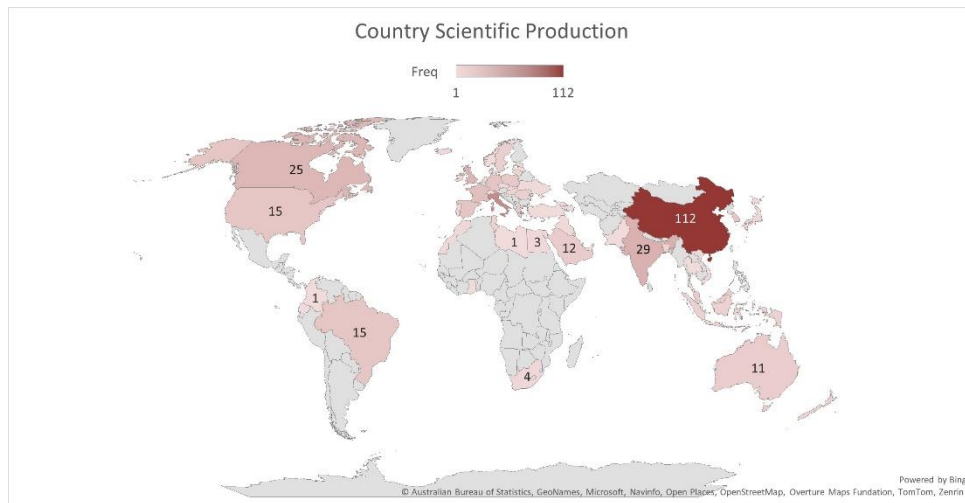 Country Scientific Production
Freq
1 112
25
15
112
1 3 12
29
1
15
4
11
Powered by Bing
© Australian Bureau of Statistics, GeoNames, Microsoft, Navinfo, Open Places, OpenStreetMap, Overture Maps Fundation, TomTom, Zenrin